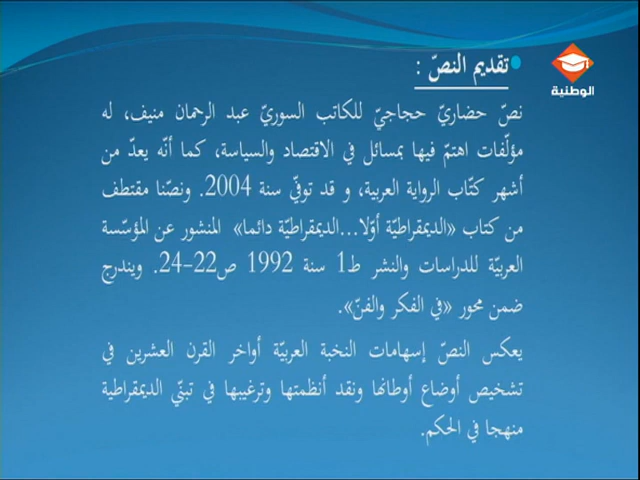 تقديم النصّ :
الوطنية
نصّ حضاريّ حجاجيّ للكاتب السوريّ عبد الرحمان منيف، له
مؤلّفات اهتمّ فيها بمسائل في الاقتصاد والسياسة، كما أنّه يعدّ من
أشهر كتّاب الرواية العربية، و قد توفّي سنة 2004. ونصّنا مقتطف
من كتاب «الديمقراطيّة أوّلا...الديمقراطيّة دائما» المنشور عن المؤسّسة
العربيّة للدراسات والنشر ط1 سنة 1992 ص22-24. ويندرج
ضمن محور «في الفكر والفنّ».
يعكس النصّ إسهامات النخبة العربيّة أواخر القرن العشرين في
تشخيص أوضاع أوطانها ونقد أنظمتها وترغيبها في تبنّي الديمقراطية
منهجا في الحكم.